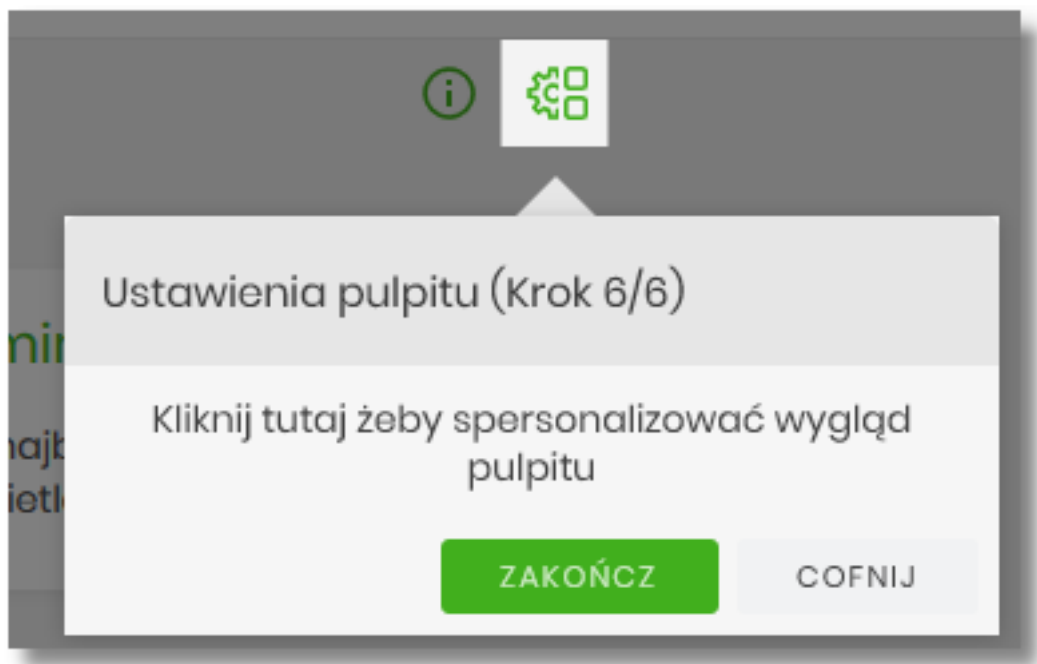 Ustawienia pulpitu (Krok 6/6)
Kliknij tutaj żeby spersonalizować wygląd
pulpitu
ZAKOŃCZ
COFNIJ